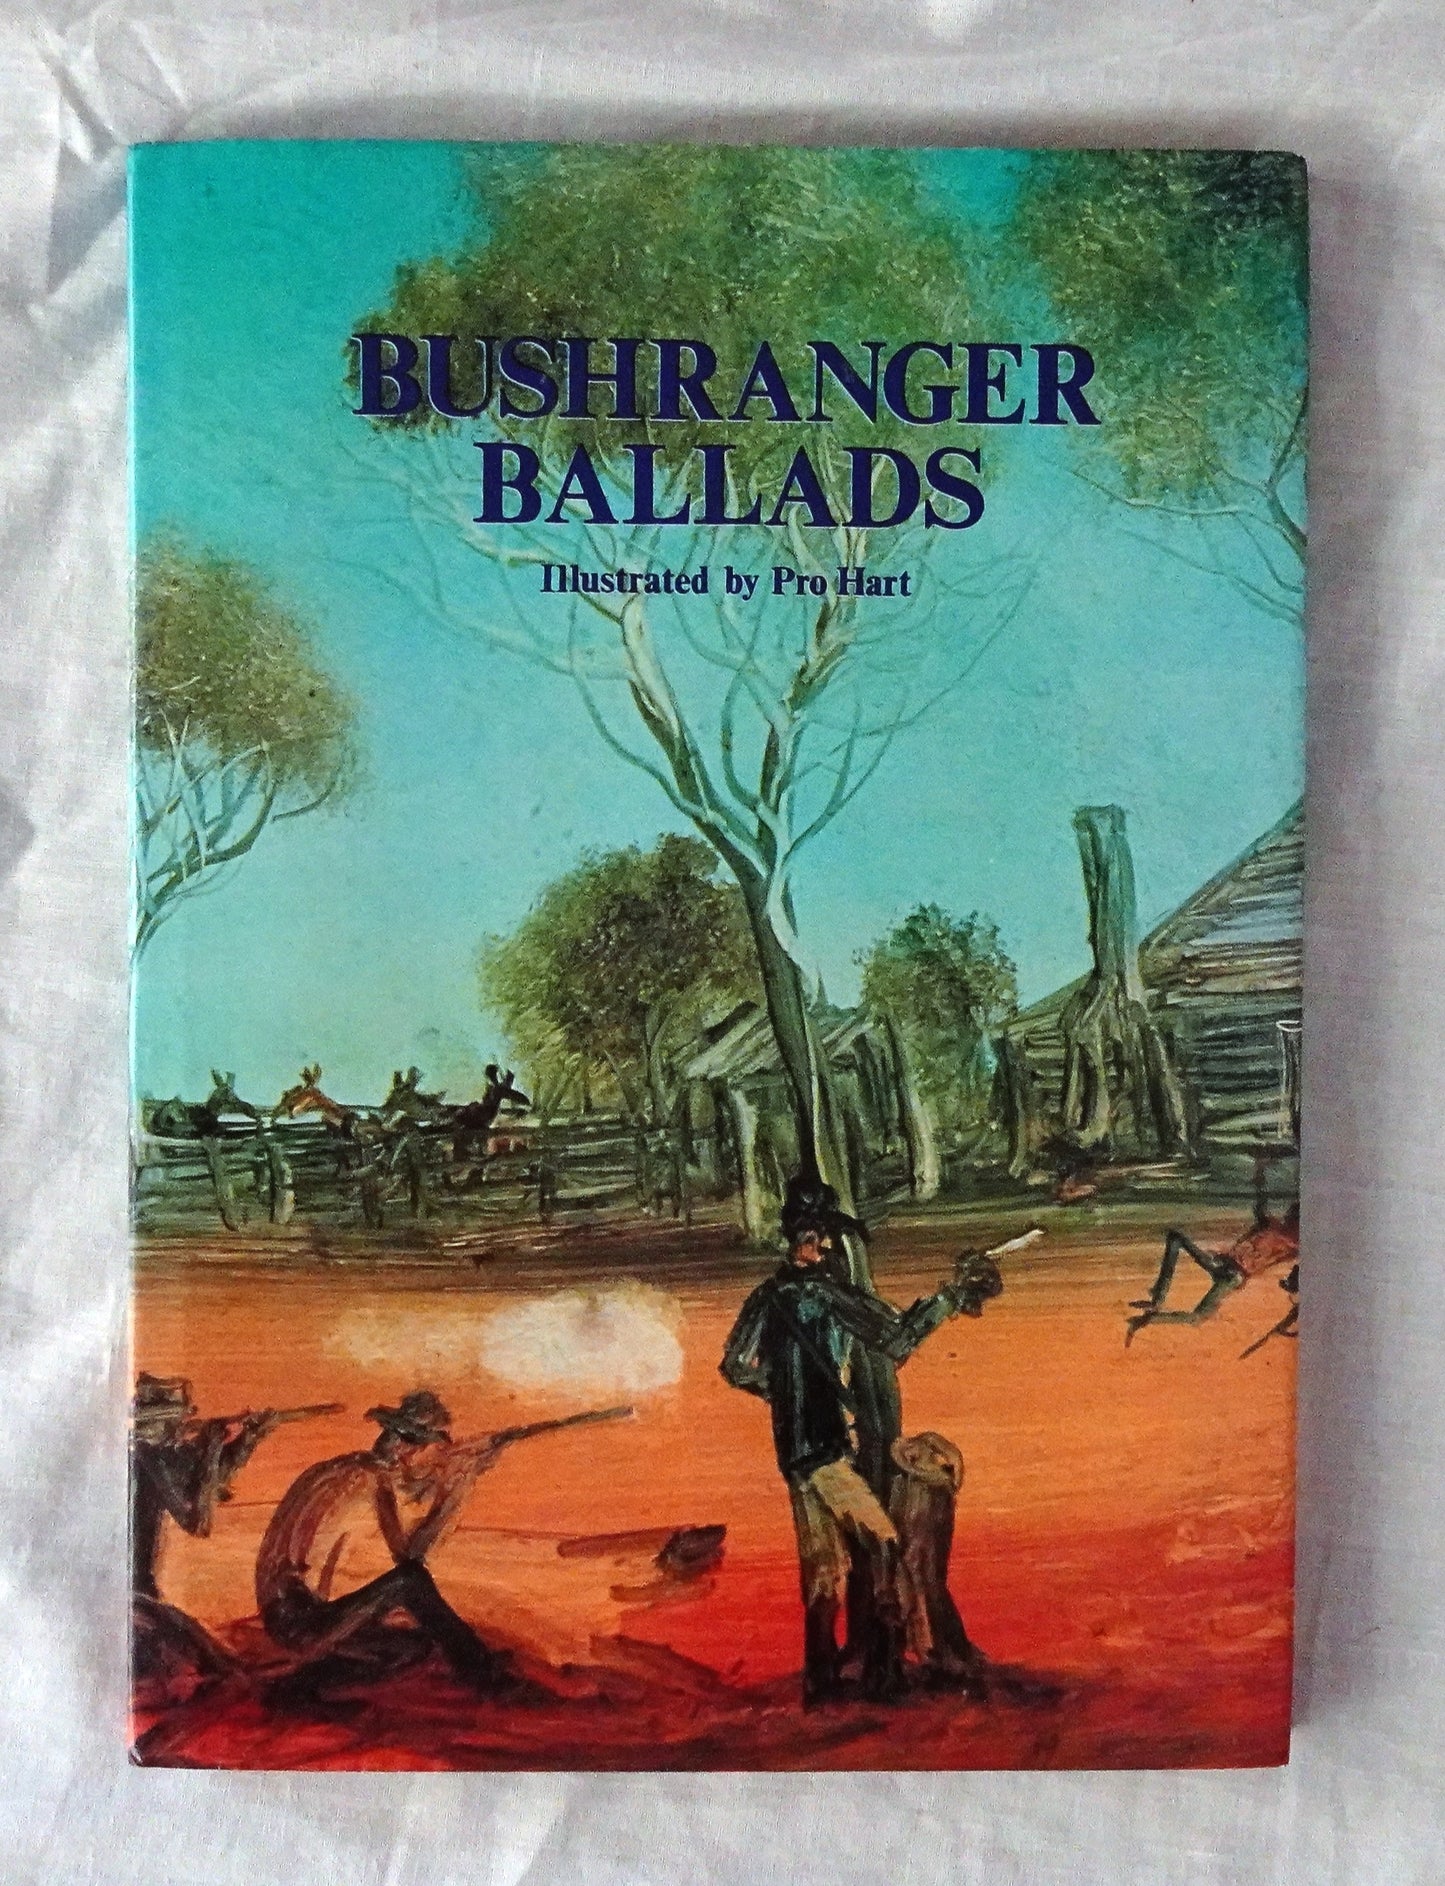 BUSHRANGER
BALLADS
Illustrated by Pro Hart